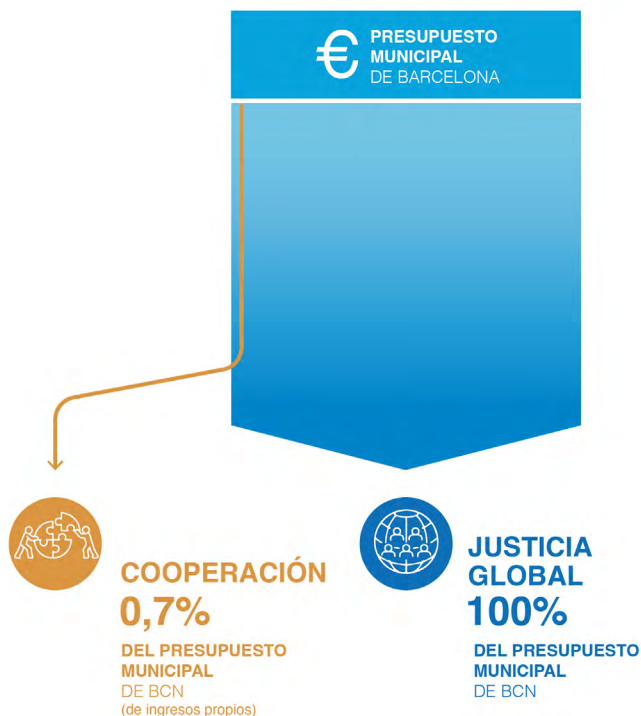 € PRESUPUESTO
MUNICIPAL
DE BARCELONA
COOPERACIÓN
0,7%
DEL PRESUPUESTO
MUNICIPAL
DE BCN
(de ingresos propios)
JUSTICIA
GLOBAL
100%
DEL PRESUPUESTO
MUNICIPAL
DE BCN